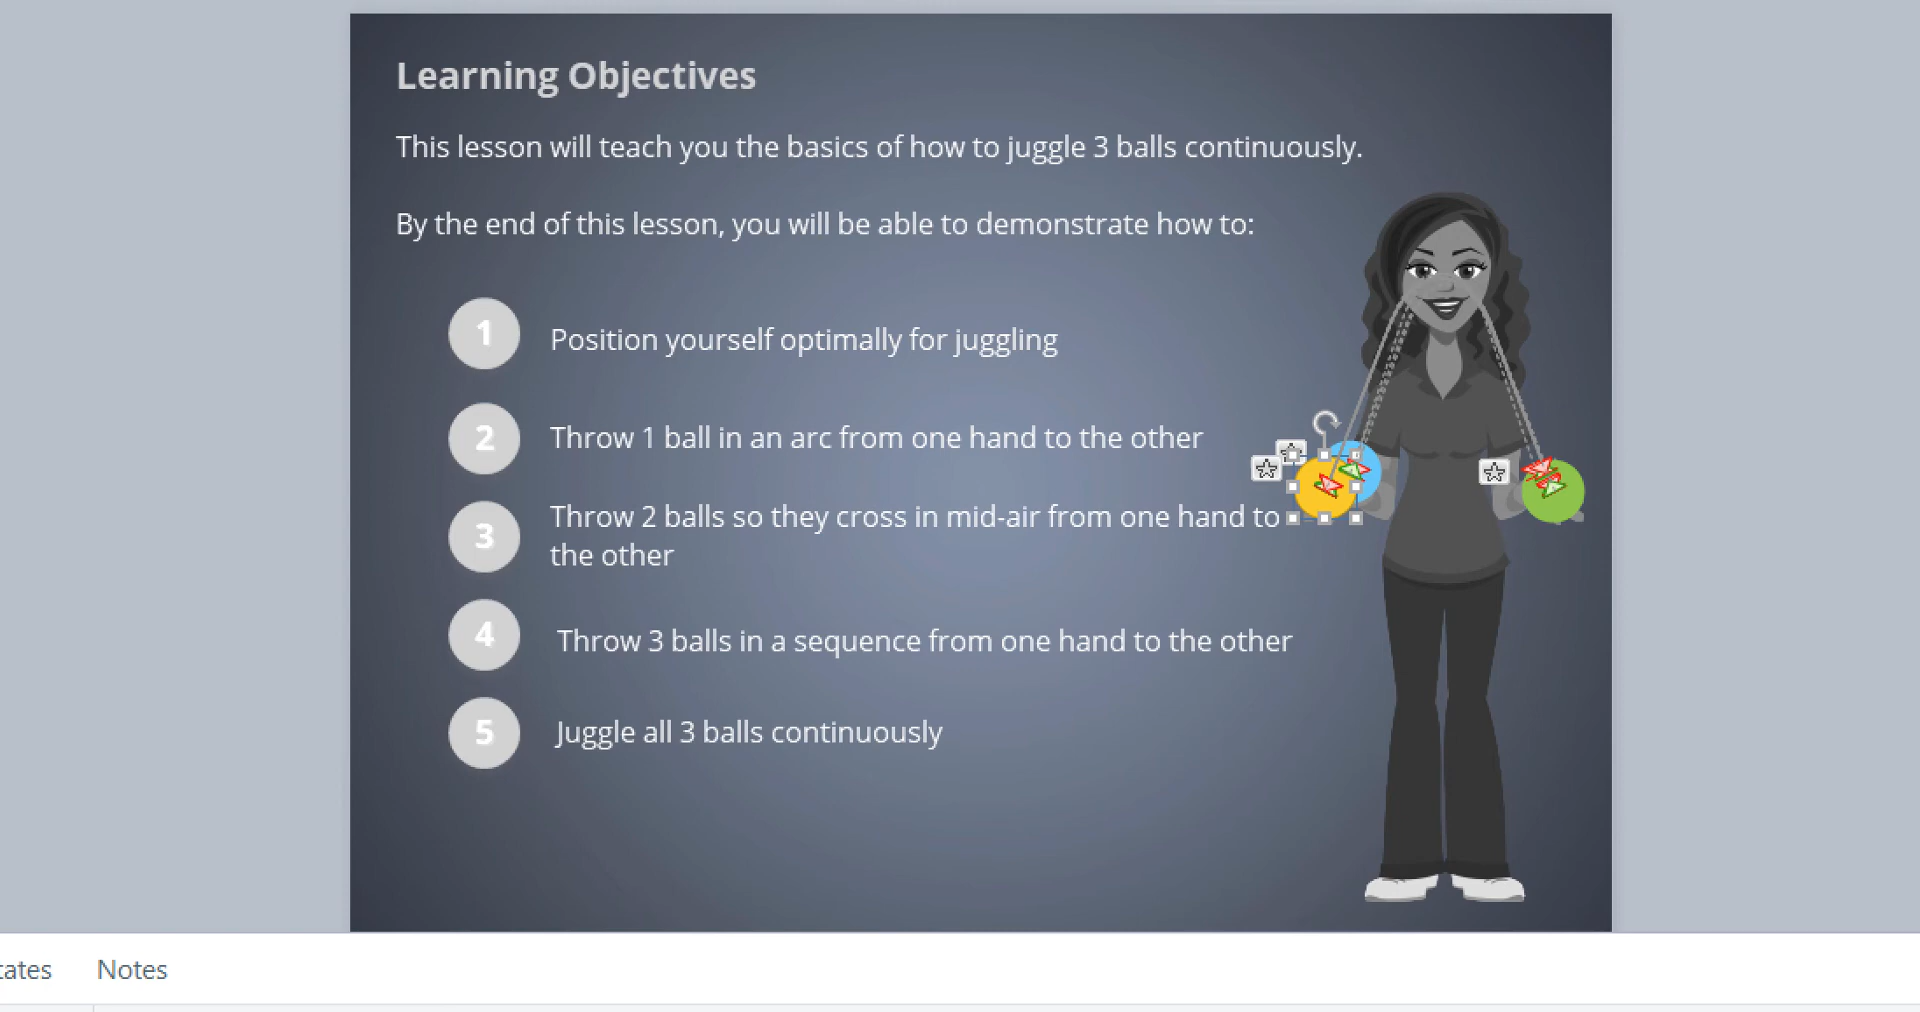 Learning Objectives
This lesson will teach you the basics of how to juggle 3 balls continuously.
By the end of this lesson, you will be able to demonstrate how to:
1 Position yourself optimally for juggling
2 Throw 1 ball in an arc from one hand to the other
3 Throw 2 balls so they cross in mid-air from one hand to
the other
4 Throw 3 balls in a sequence from one hand to the other
5 Juggle all 3 balls continuously
Notes